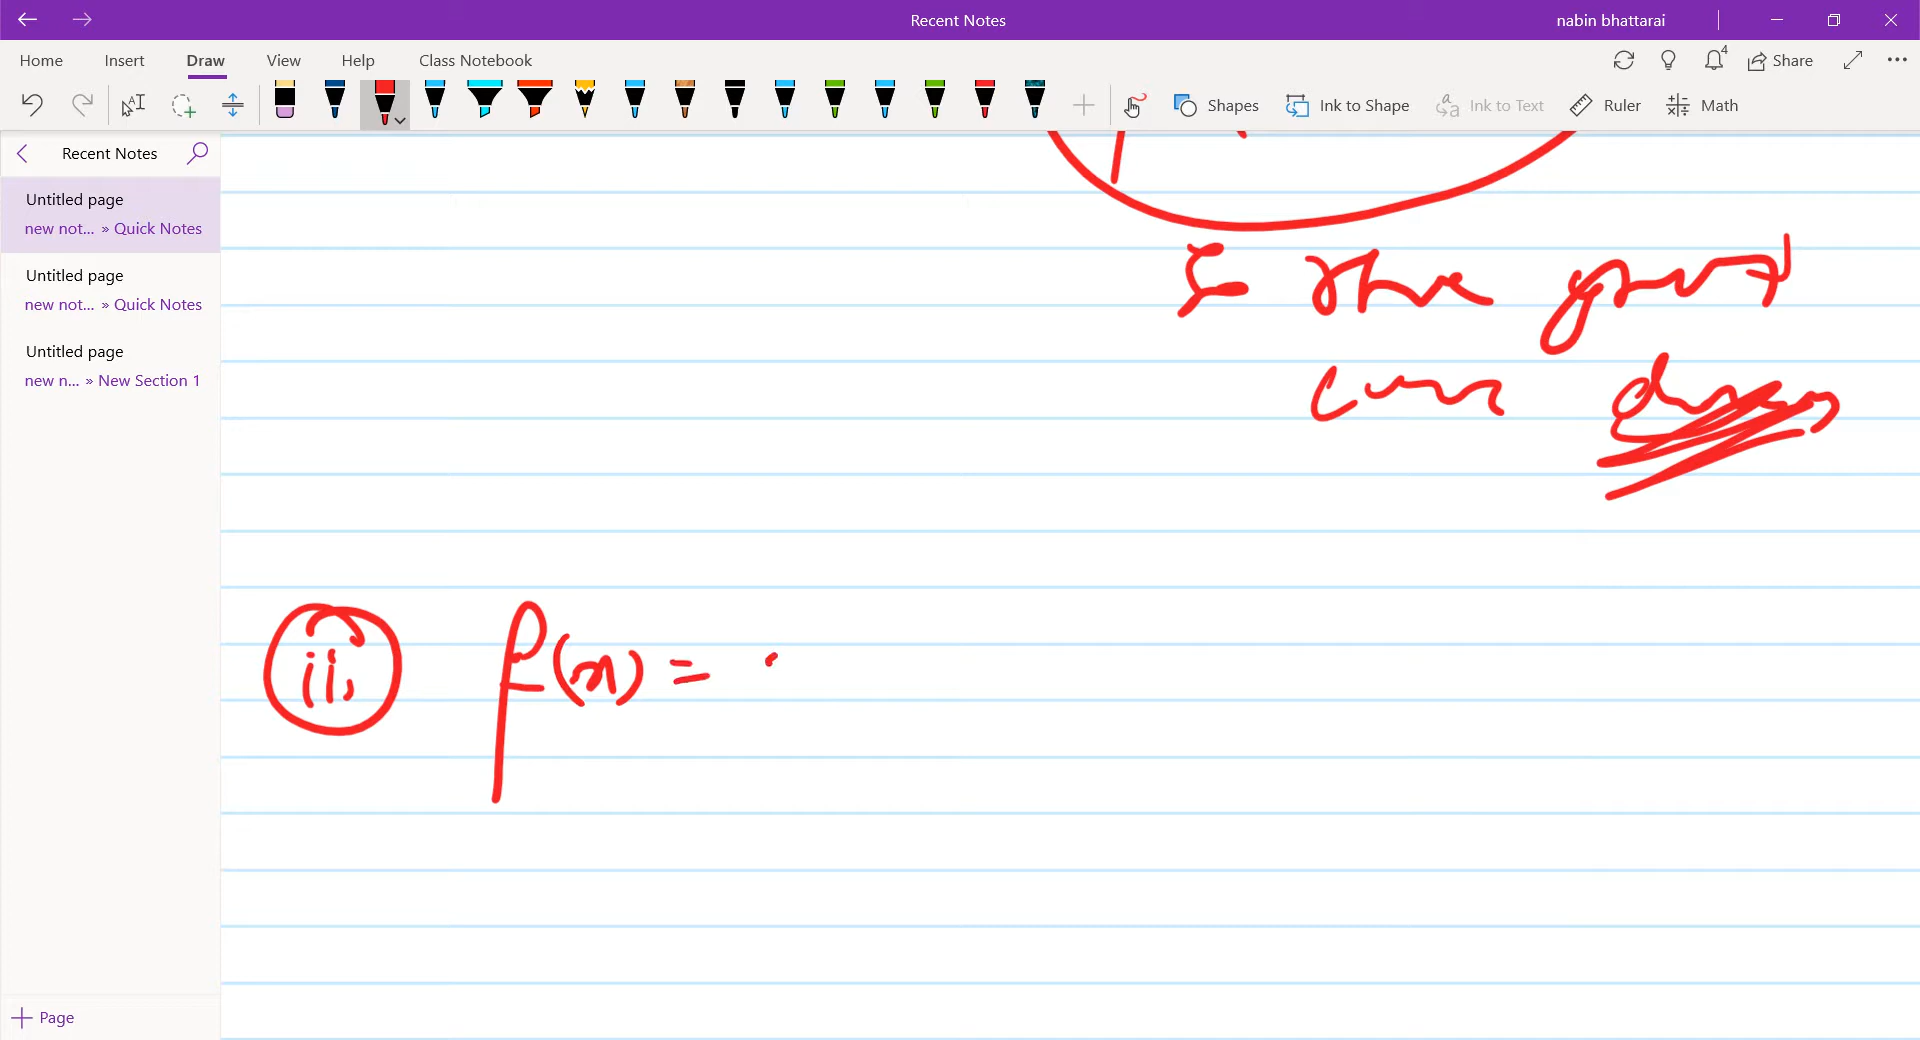 Recent Notes
nabin bhattarai
Home Insert Draw View Help Class Notebook
4
Share
Shapes Ink to Shape Ink to Text Ruler Math
Recent Notes
Untitled page
new not... » Quick Notes
Untitled page
new not... » Quick Notes
Untitled page
new n... » New Section 1
Page
ii, f(x) =